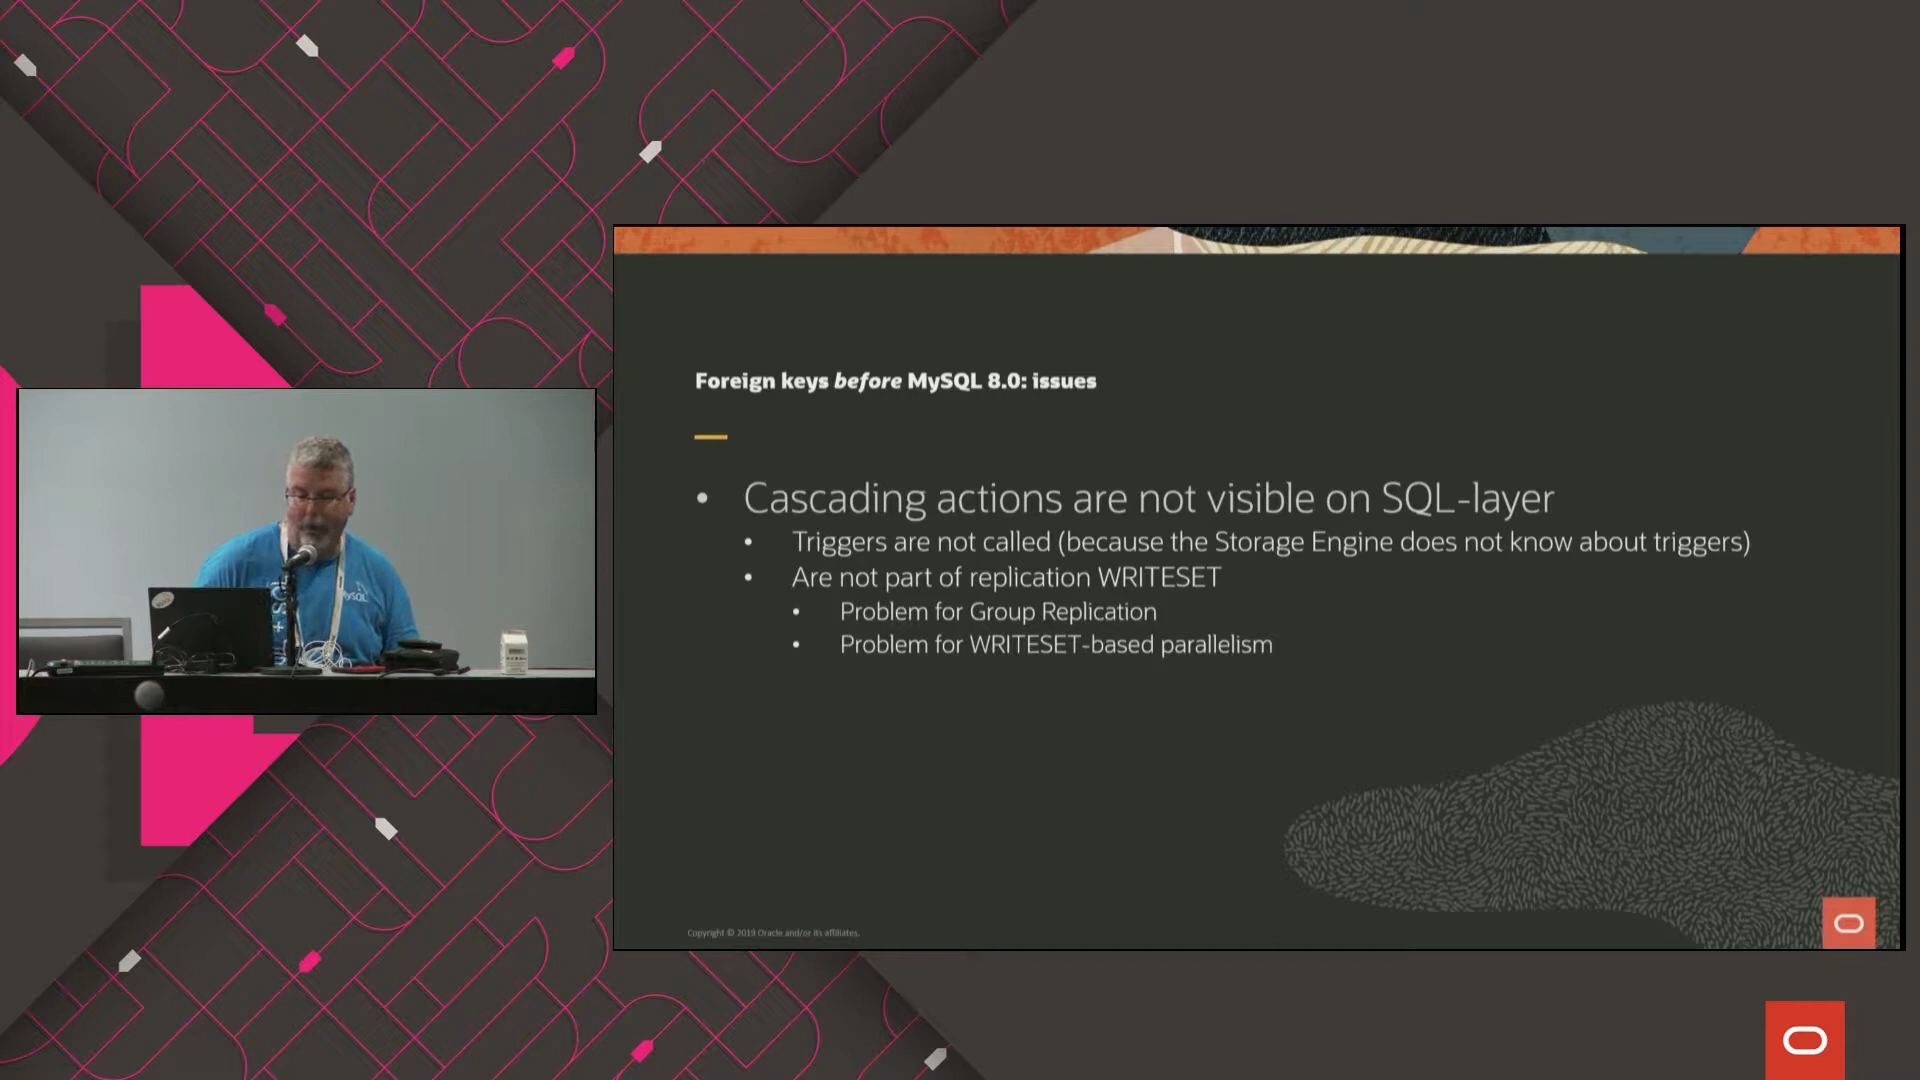 Foreign keys before MySQL 8.0: issues
• Cascading actions are not visible on SQL-layer
• Triggers are not called (because the Storage Engine does not know about triggers)
• Are not part of replication WRITESET
• Problem for Group Replication
• Problem for WRITESET-based parallelism
MySQL
Copyright © 2019 Oracle and/or its affiliates.